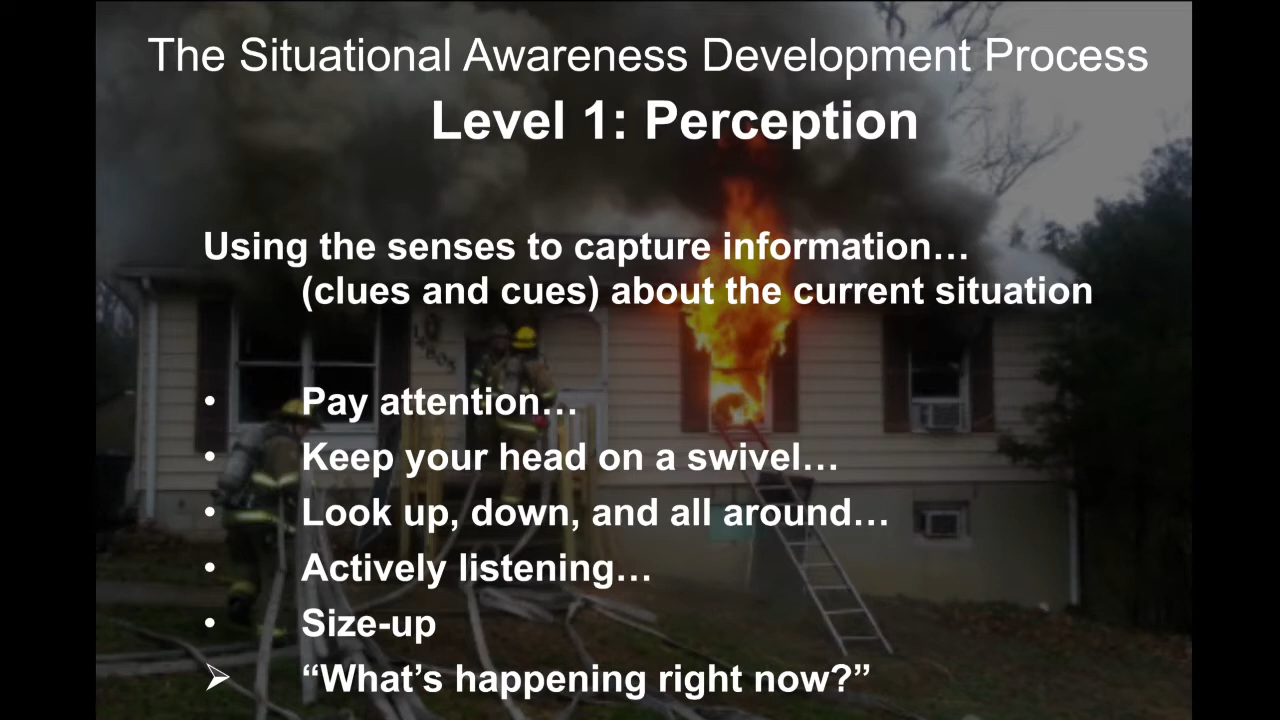 The Situational Awareness Development Process
Level 1: Perception
Using the senses to capture information…
(clues and cues) about the current situation
• Pay attention…
• Keep your head on a swivel…
• Look up, down, and all around…
• Actively listening…
• Size-up
➢ “What’s happening right now?”